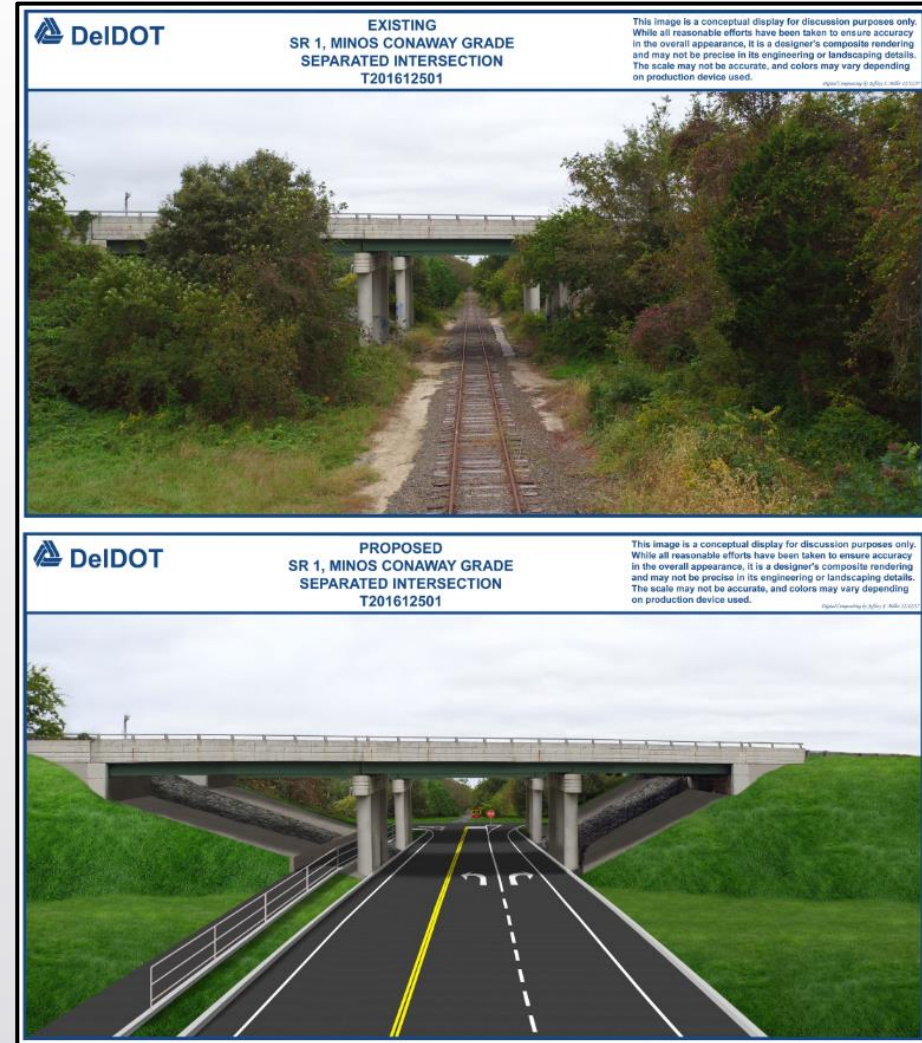 DelDOT
EXISTING
SR 1, MINOS CONAWAY GRADE
SEPARATED INTERSECTION
T201612501
This image is a conceptual display for discussion purposes only.
While all reasonable efforts have been taken to ensure accuracy
in the overall appearance, it is a designer's composite rendering
and may not be precise in its engineering or landscaping details.
The scale may not be accurate, and colors may vary depending
on production device used.
DelDOT
PROPOSED
SR 1, MINOS CONAWAY GRADE
SEPARATED INTERSECTION
T201612501
This image is a conceptual display for discussion purposes only.
While all reasonable efforts have been taken to ensure accuracy
in the overall appearance, it is a designer's composite rendering
and may not be precise in its engineering or landscaping details.
The scale may not be accurate, and colors may vary depending
on production device used.